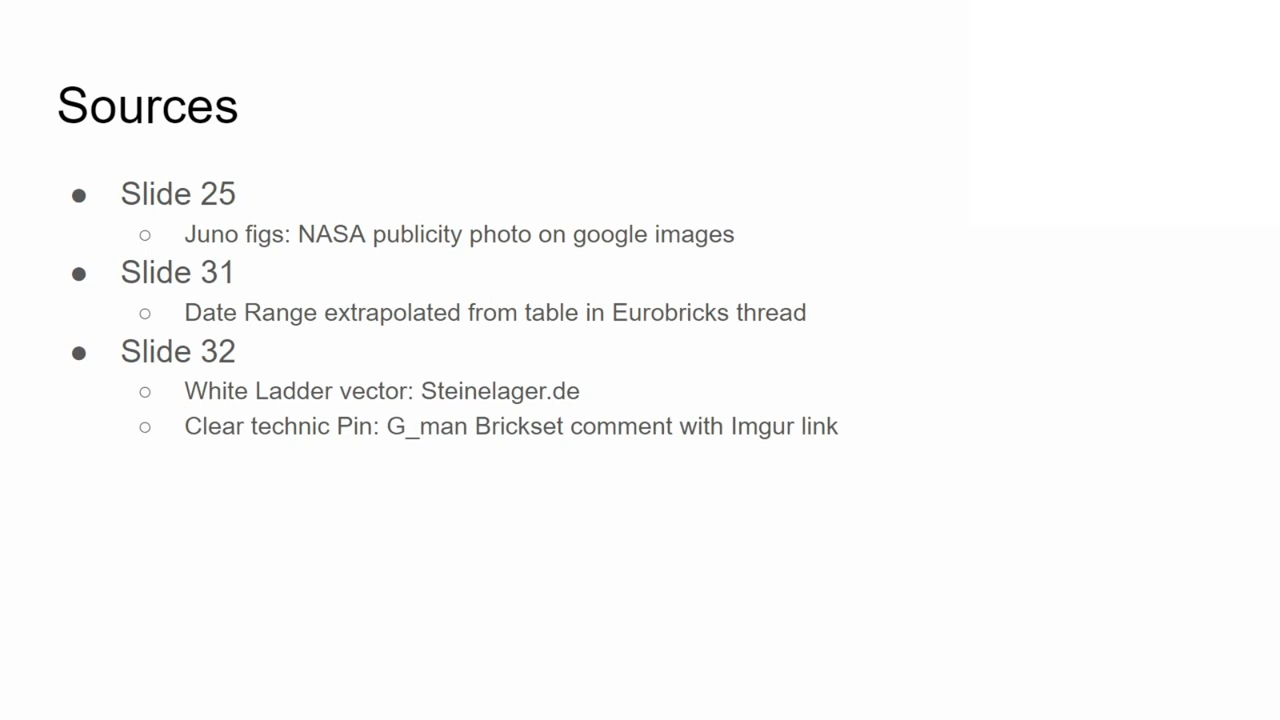 Sources
● Slide 25
○ Juno figs: NASA publicity photo on google images
● Slide 31
○ Date Range extrapolated from table in Eurobricks thread
● Slide 32
○ White Ladder vector: Steinelager.de
○ Clear technic Pin: G_man Brickset comment with Imgur link